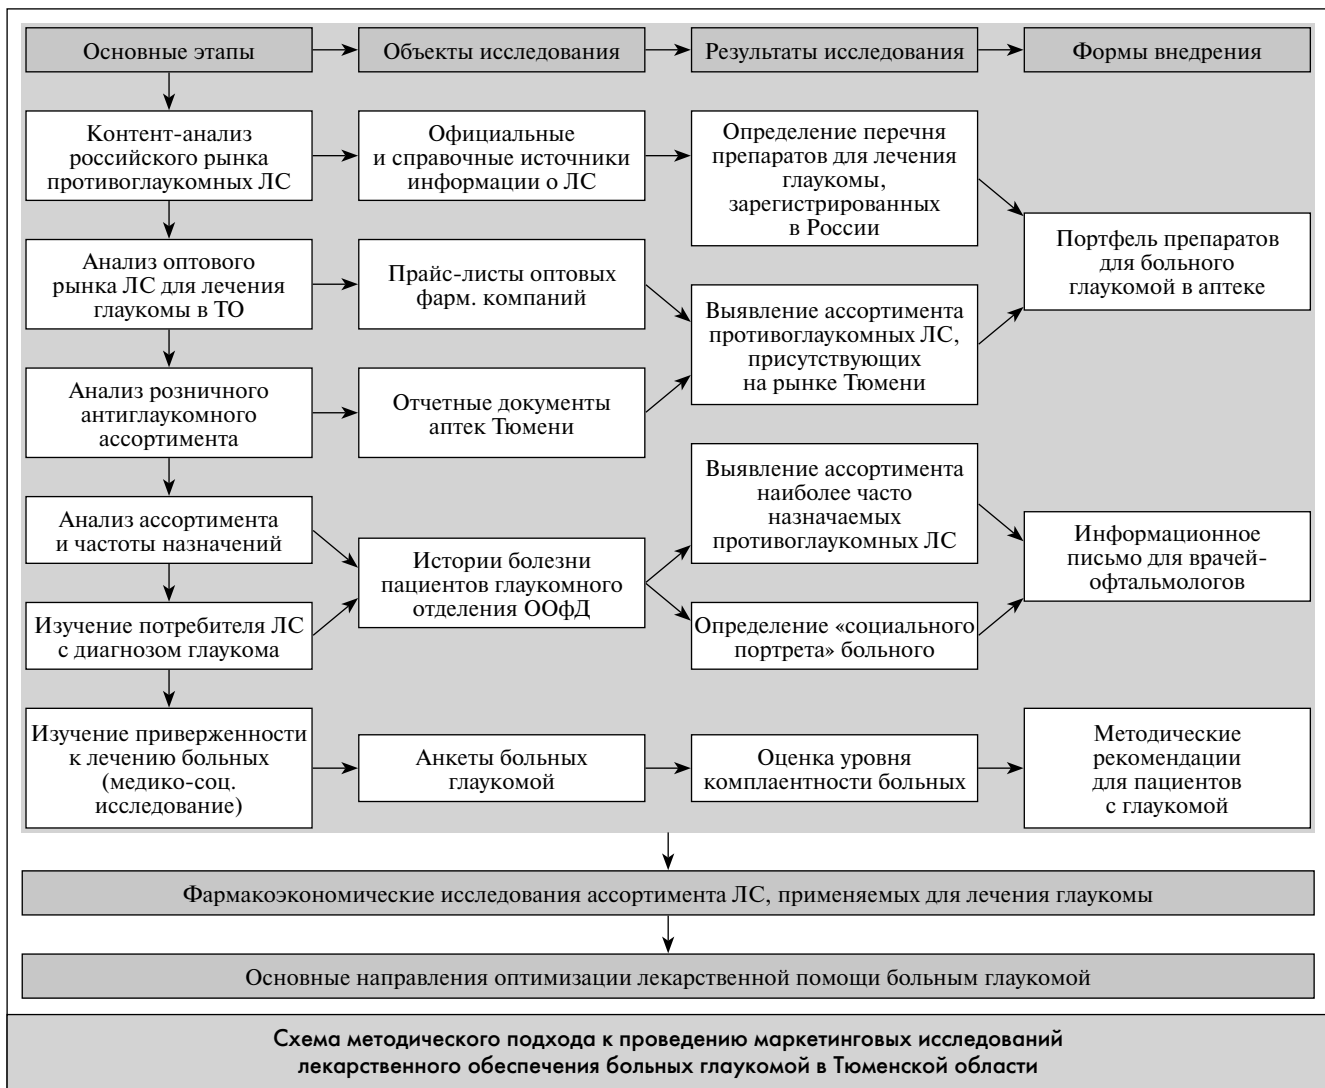 Основные этапы
Объекты исследования
Результаты исследования
Формы внедрения
Контент-анализ
российского рынка
противоглаукомных ЛС
Официальные
и справочные источники
информации о ЛС
Определение перечня
препаратов для лечения
глаукомы,
зарегистрированных
в России
Портфель препаратов
для больного
глаукомой в аптеке
Анализ оптового
рынка ЛС для лечения
глаукомы в ТО
Прайс-листы оптовых
фарм. компаний
Выявление ассортимента
противоглаукомных ЛС,
присутствующих
на рынке Тюмени
Анализ розничного
антиглаукомного
ассортимента
Отчетные документы
аптек Тюмени
Анализ ассортимента
и частоты назначений
Истории болезни
пациентов глаукомного
отделения ООфД
Выявление ассортимента
наиболее часто
назначаемых
противоглаукомных ЛС
Информационное
письмо для врачей-
офтальмологов
Изучение потребителя ЛС
с диагнозом глаукома
Определение «социального
портрета» больного
Изучение приверженности
к лечению больных
(медико-соц.
исследование)
Анкеты больных
глаукомой
Оценка уровня
комплаентности больных
Методические
рекомендации
для пациентов
с глаукомой
Фармакоэкономические исследования ассортимента ЛС, применяемых для лечения глаукомы
Основные направления оптимизации лекарственной помощи больным глаукомой
Схема методического подхода к проведению маркетинговых исследований
лекарственного обеспечения больных глаукомой в Тюменской области